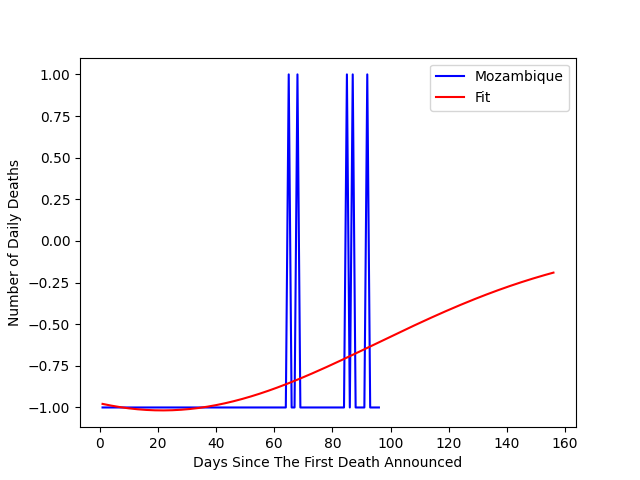 1.00
0.75
0.50
0.25
0.00
−0.25
−0.50
−0.75
−1.00
Number of Daily Deaths
Mozambique
Fit
0 20 40 60 80 100 120 140 160
Days Since The First Death Announced